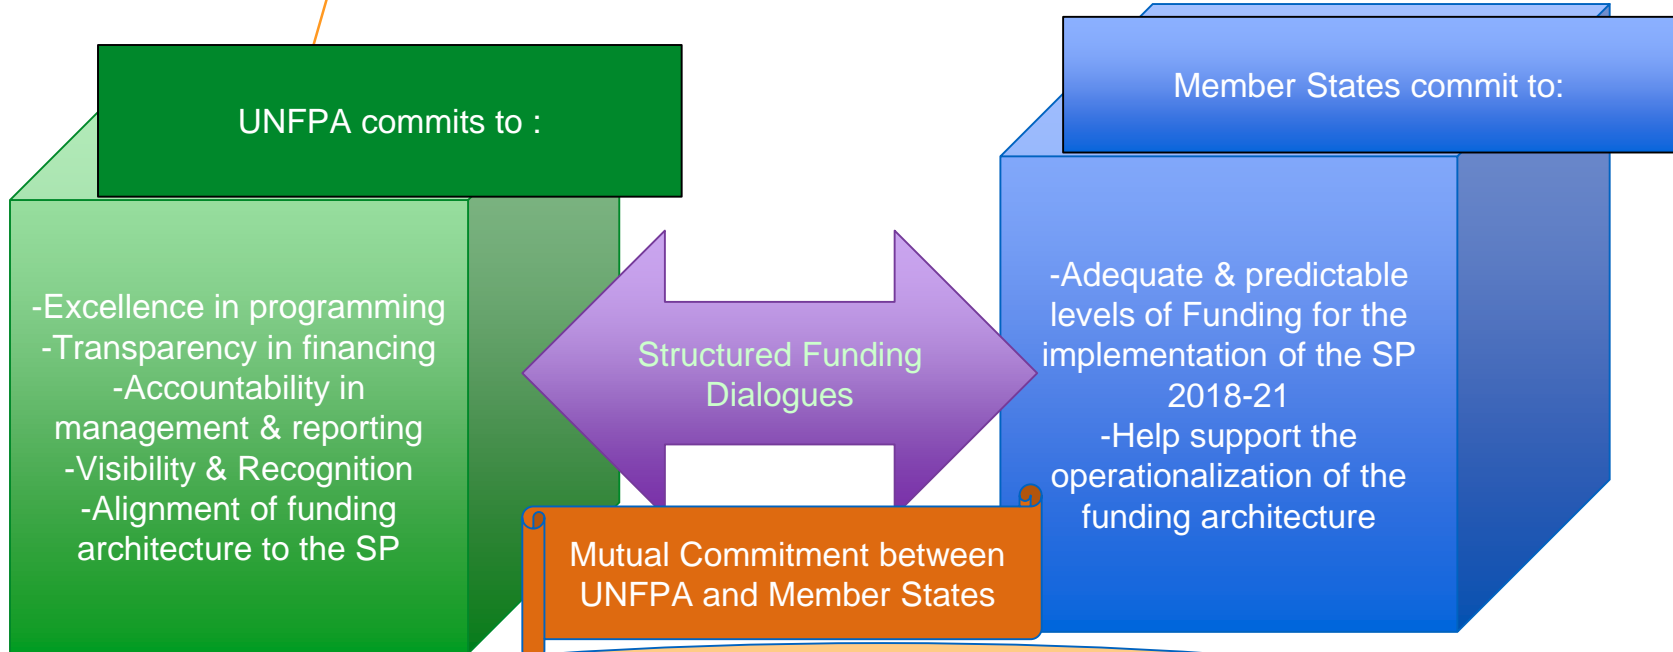 UNFPA commits to :
-Excellence in programming
-Transparency in financing
-Accountability in
management & reporting
-Visibility & Recognition
-Alignment of funding
architecture to the SP
Structured Funding
Dialogues
Mutual Commitment between
UNFPA and Member States
Member States commit to:
-Adequate & predictable
levels of Funding for the
implementation of the SP
2018-21
-Help support the
operationalization of the
funding architecture